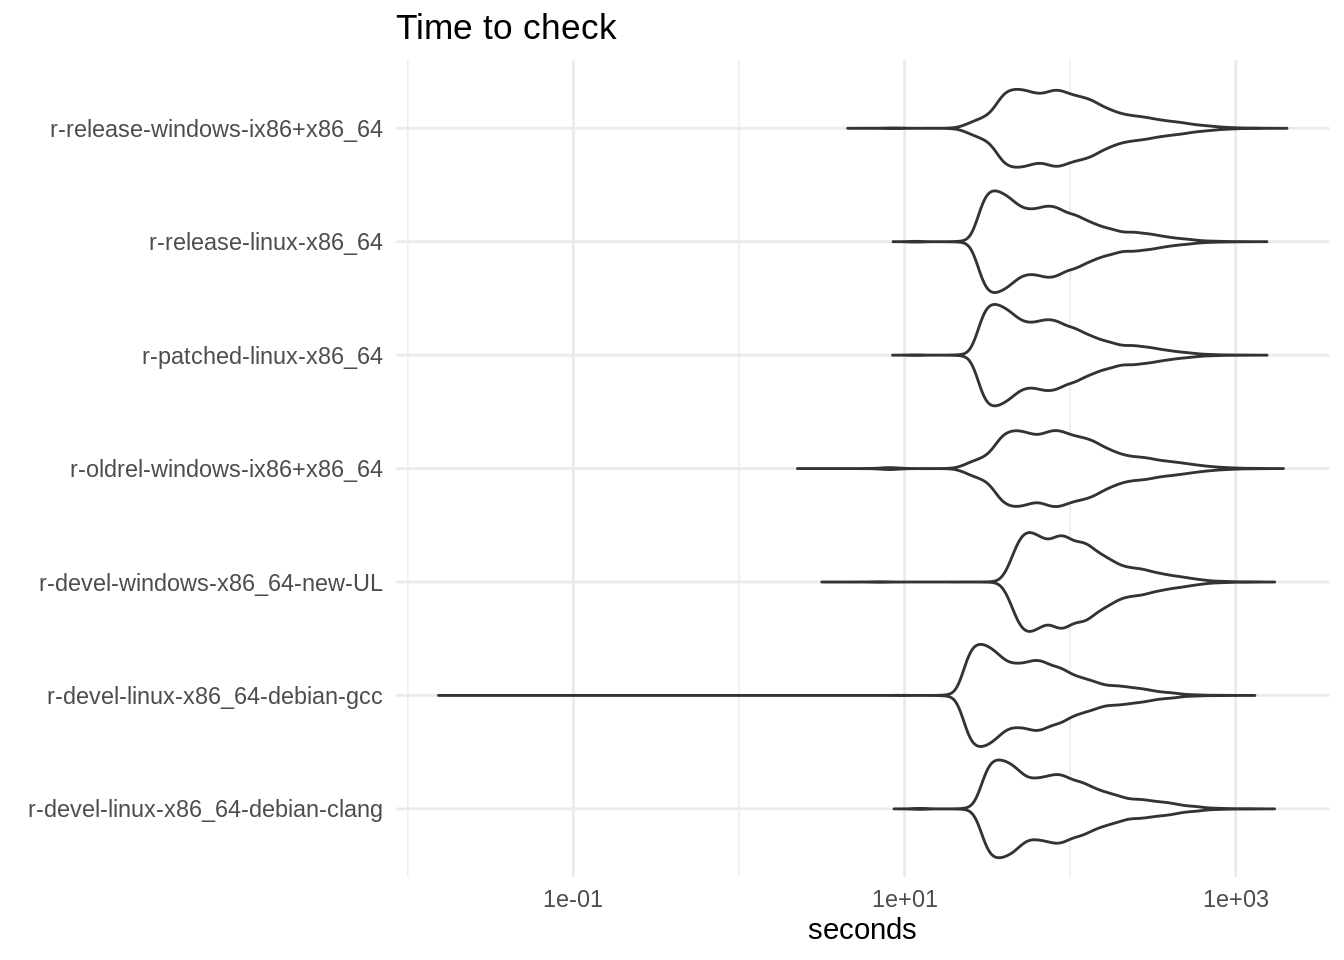 Time to check
r-release-windows-ix86+x86_64
r-release-linux-x86_64
r-patched-linux-x86_64
r-oldrel-windows-ix86+x86_64
r-devel-windows-x86_64-new-UL
r-devel-linux-x86_64-debian-gcc
r-devel-linux-x86_64-debian-clang
1e-01 1e+01 1e+03
seconds